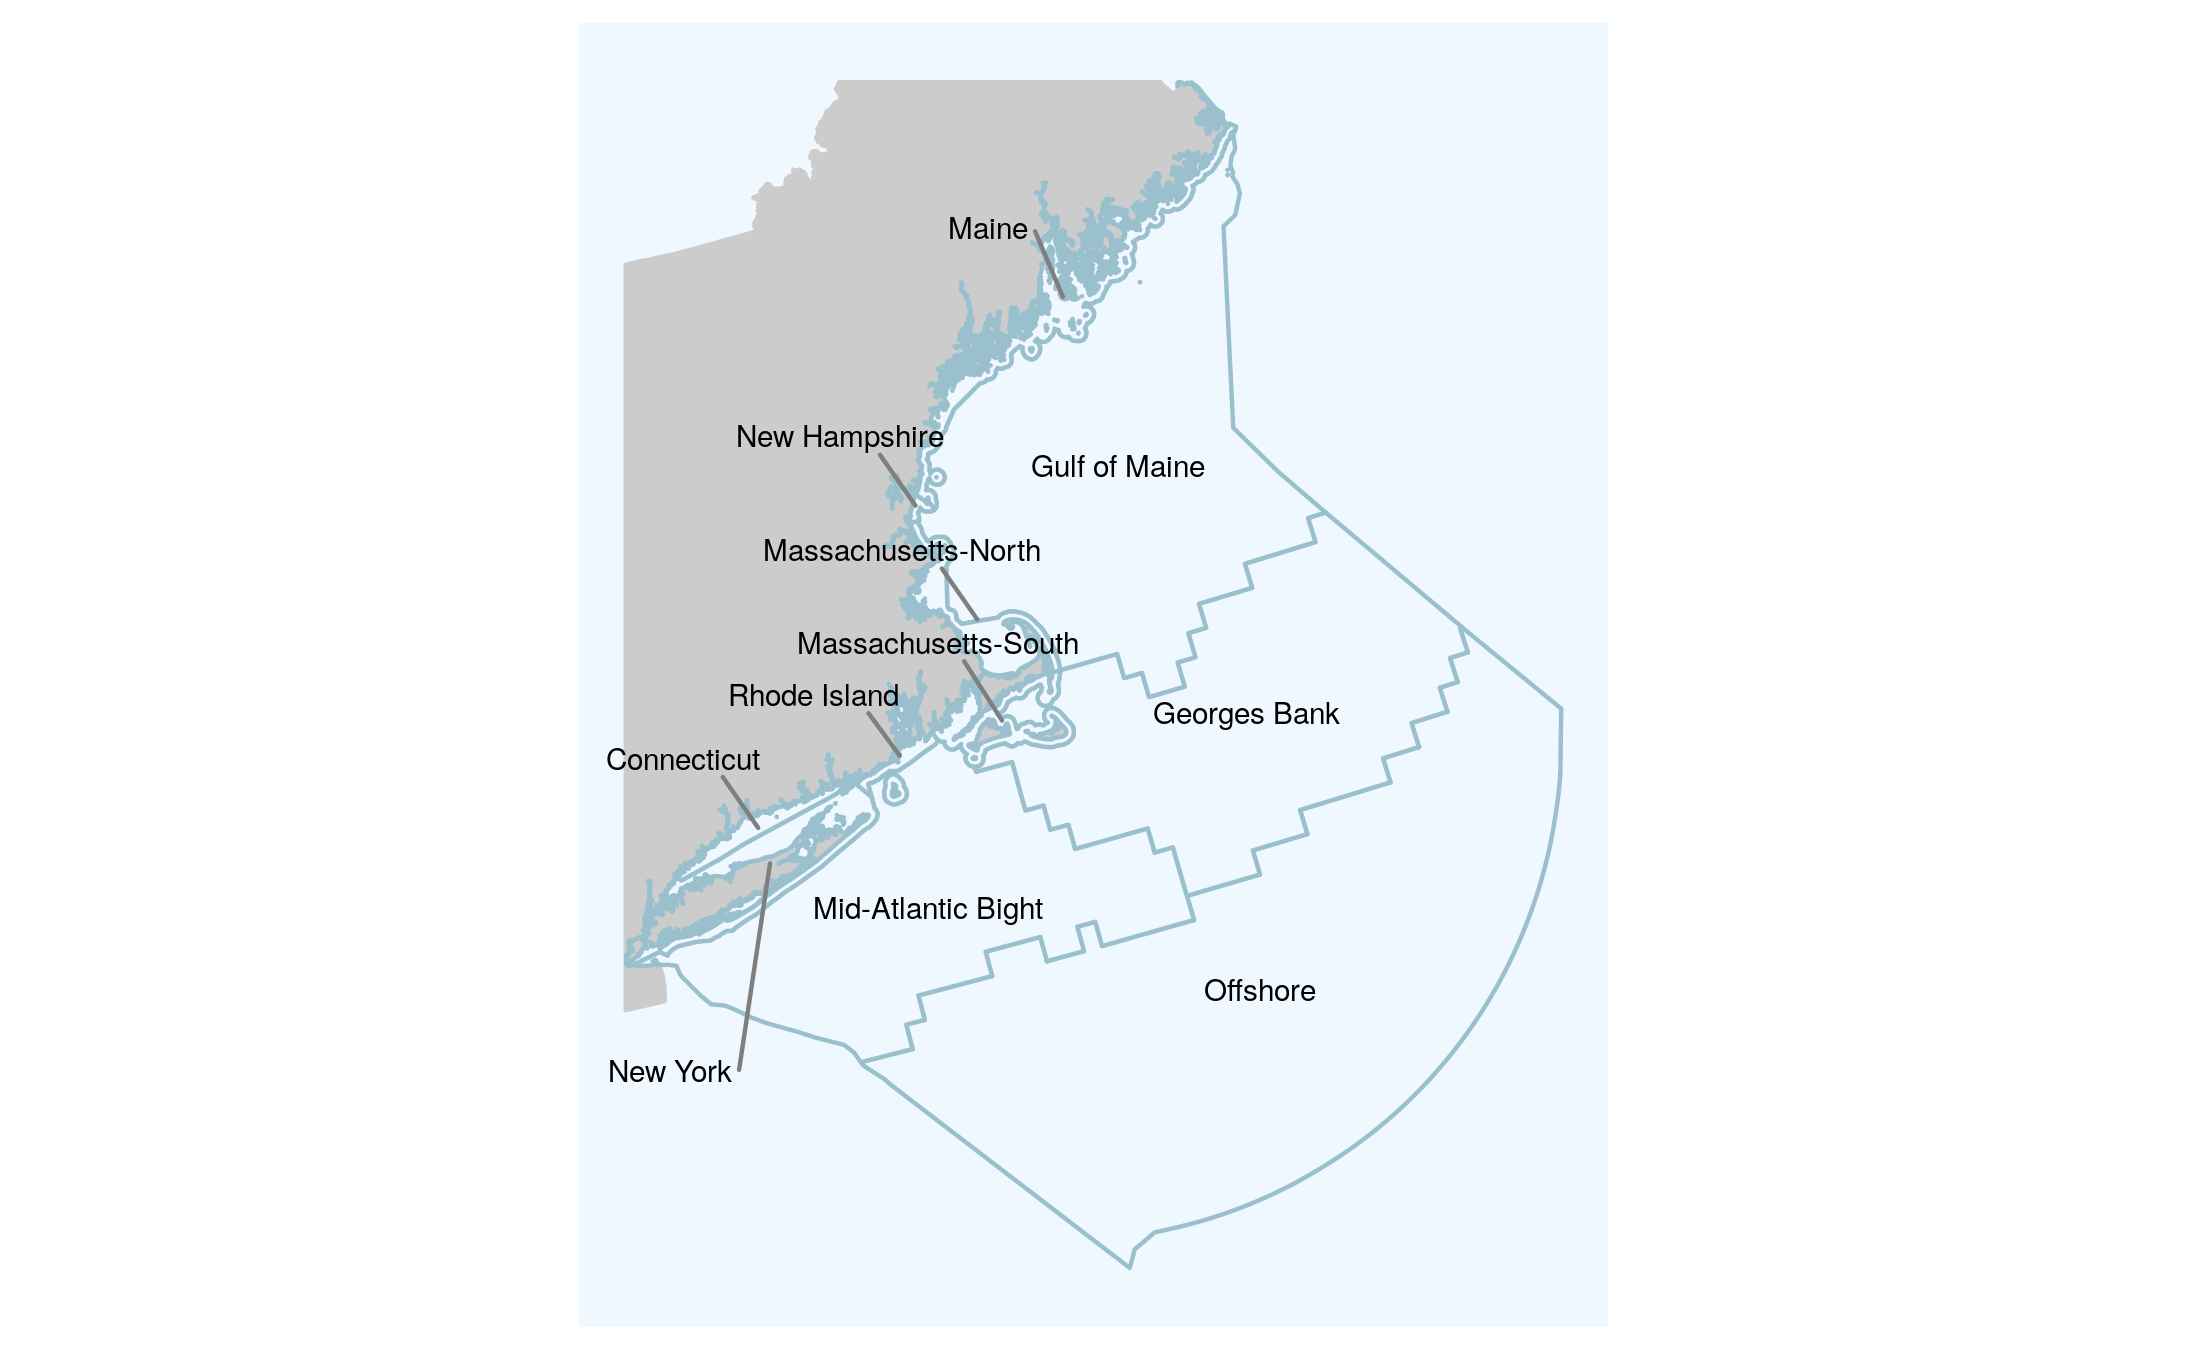 Maine
New Hampshire
Gulf of Maine
Massachusetts-North
Massachusetts-South
Rhode Island
Georges Bank
Connecticut
Mid-Atlantic Bight
Offshore
New York